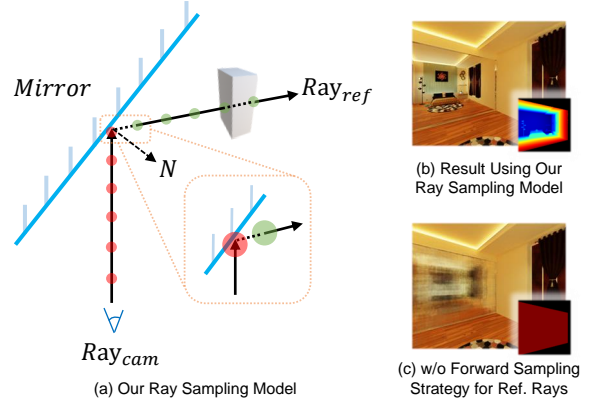 Mirror
Ray_ref
N
Ray_cam
(a) Our Ray Sampling Model
(b) Result Using Our
Ray Sampling Model
(c) w/o Forward Sampling
Strategy for Ref. Rays